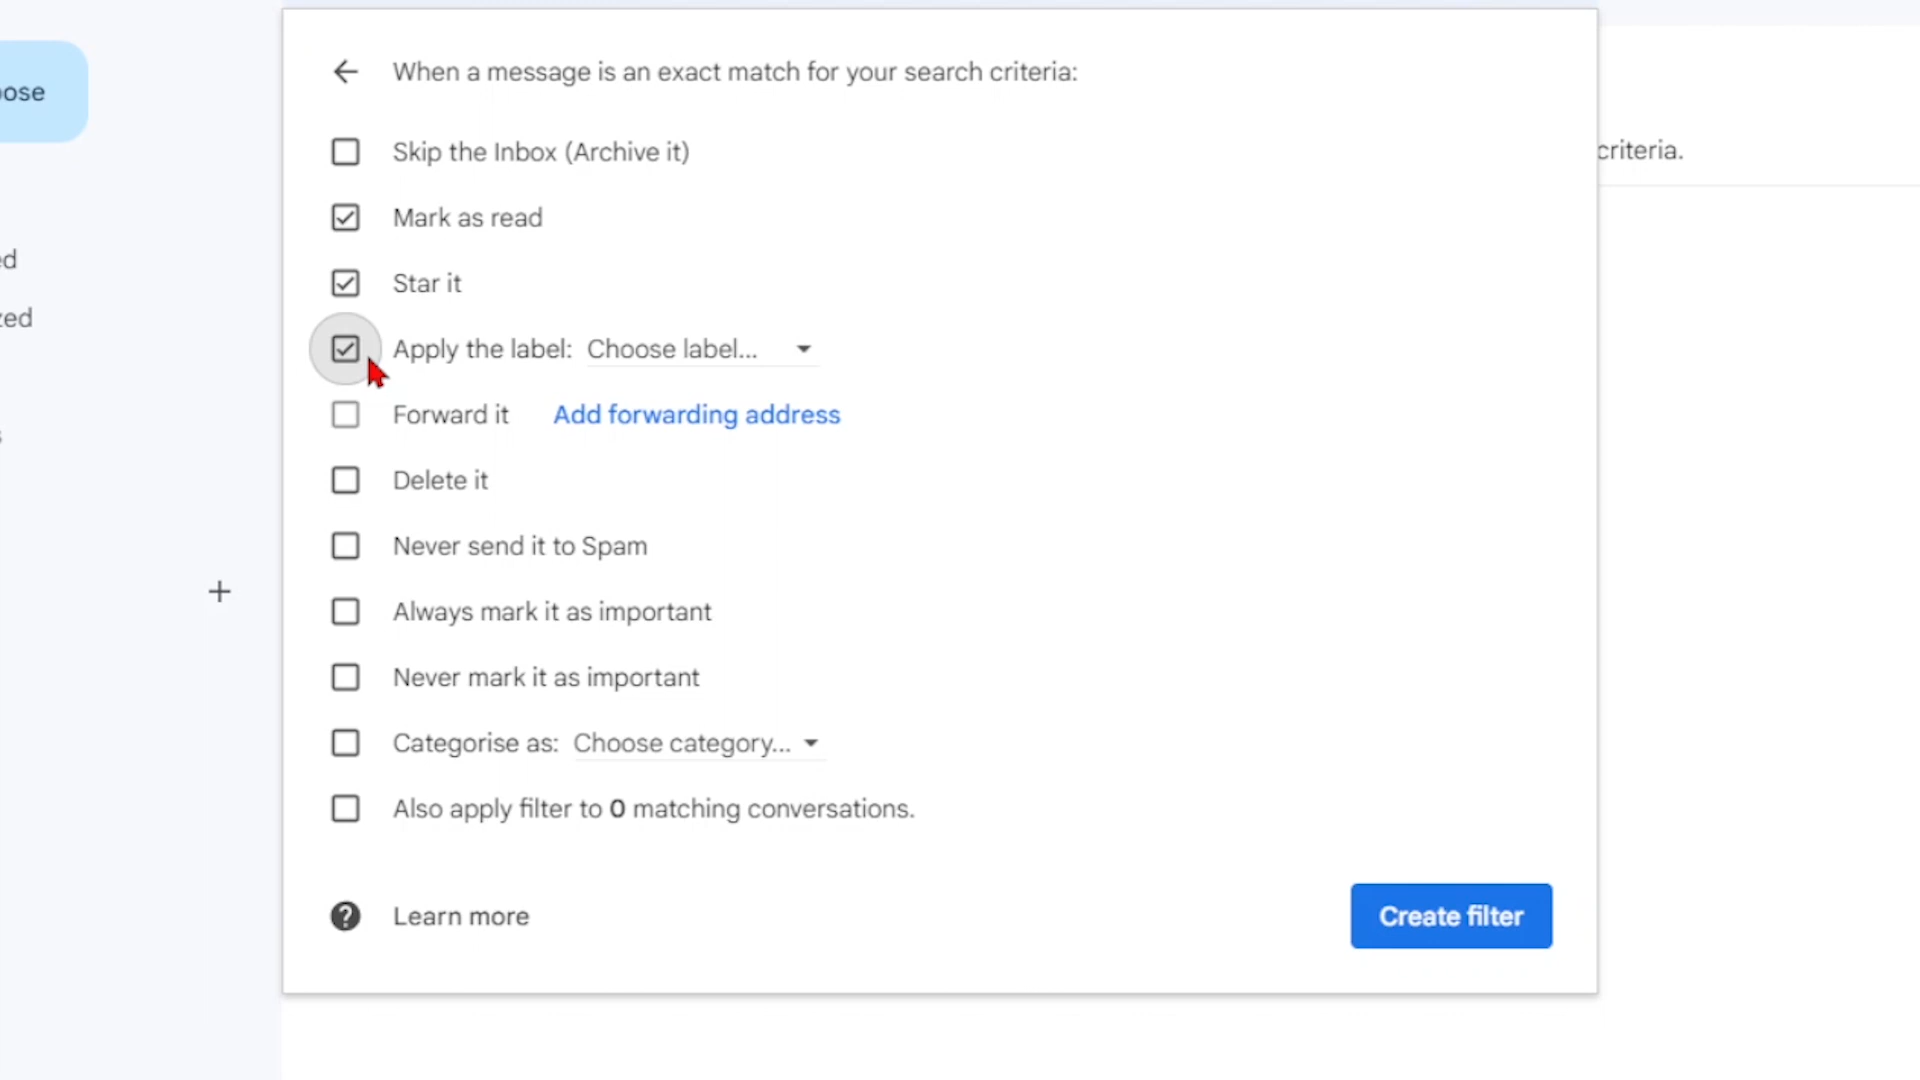 When a message is an exact match for your search criteria:
ose
Skip the Inbox (Archive it)
criteria.
Mark as read
ed
Star it
zed
Apply the label: Choose label...
Forward it Add forwarding address
s
Delete it
Never send it to Spam
Always mark it as important
Never mark it as important
Categorise as: Choose category...
Also apply filter to 0 matching conversations.
Learn more
Create filter